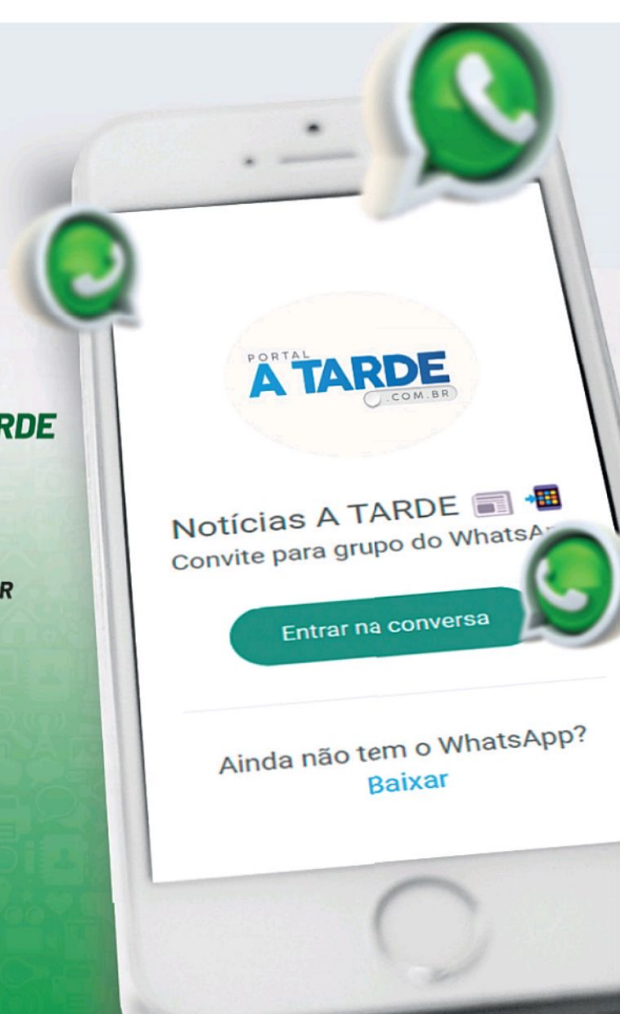 PORTAL
A TARDE
.COM.BR
RDE
Notícias A TARDE
Convite para grupo do WhatsAp
R
Entrar na conversa
Ainda não tem o WhatsApp?
Baixar